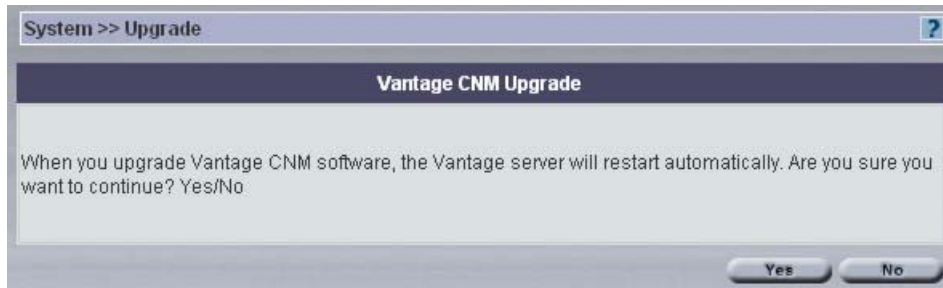 System >> Upgrade
?
Vantage CNM Upgrade
When you upgrade Vantage CNM software, the Vantage server will restart automatically. Are you sure you
want to continue? Yes/No
Yes
No